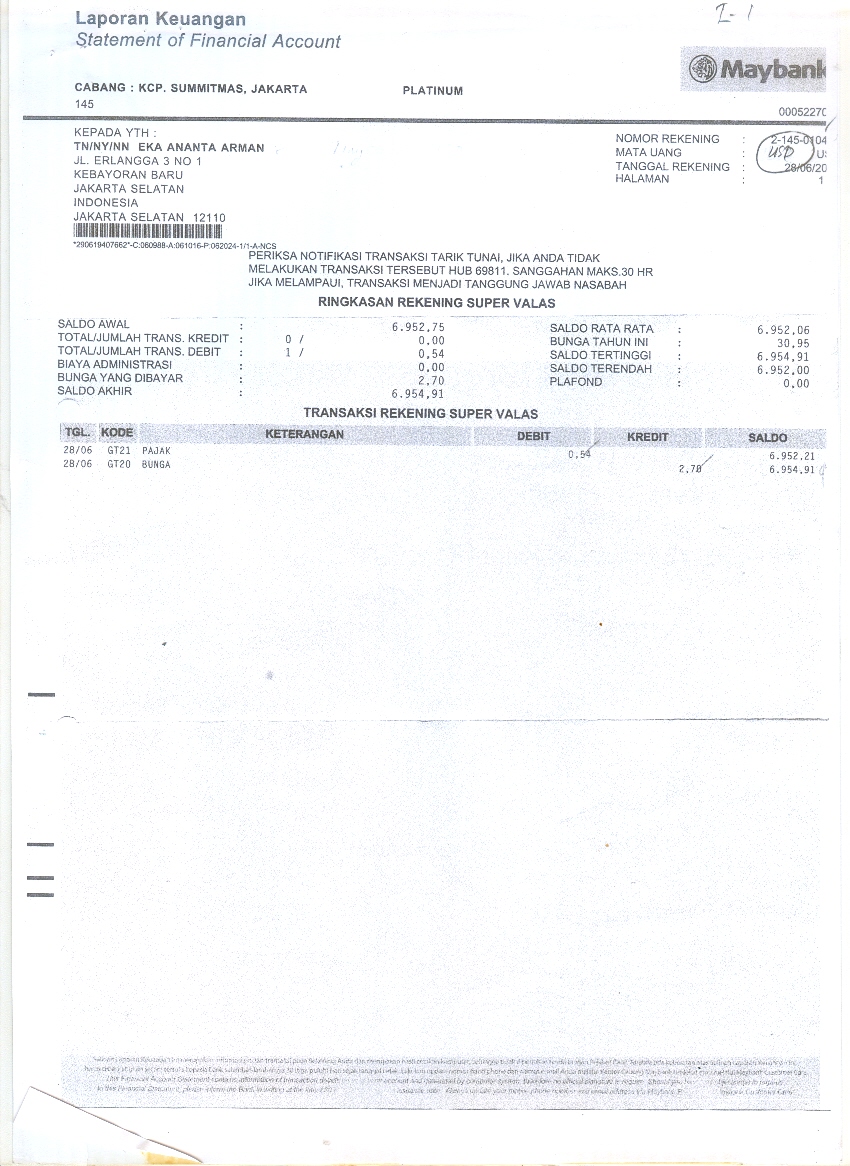 Laporan Keuangan
Statement of Financial Account
I-1
Maybank
CABANG : KCP. SUMMITMAS, JAKARTA
PLATINUM
145
0005227
KEPADA YTH :
TN/NY/NN EKA ANANTA ARMAN
JL. ERLANGGA 3 NO 1
KEBAYORAN BARU
JAKARTA SELATAN
INDONESIA
JAKARTA SELATAN 12110
NOMOR REKENING : 2-145-0104
MATA UANG : USD U
TANGGAL REKENING : 28/06/20
HALAMAN : 1
*290619407662*-C:060988-A:061016-P:062024-1/1-A-NCS
PERIKSA NOTIFIKASI TRANSAKSI TARIK TUNAI, JIKA ANDA TIDAK
MELAKUKAN TRANSAKSI TERSEBUT HUB 69811. SANGGAHAN MAKS.30 HR
JIKA MELAMPAUI, TRANSAKSI MENJADI TANGGUNG JAWAB NASABAH
RINGKASAN REKENING SUPER VALAS
SALDO AWAL : 6.952,75
TOTAL/JUMLAH TRANS. KREDIT : 0 / 0,00
TOTAL/JUMLAH TRANS. DEBIT : 1 / 0,54
BIAYA ADMINISTRASI : 0,00
BUNGA YANG DIBAYAR : 2,70
SALDO AKHIR : 6.954,91
SALDO RATA RATA : 6.952,06
BUNGA TAHUN INI : 30,95
SALDO TERTINGGI : 6.954,91
SALDO TERENDAH : 6.952,00
PLAFOND : 0,00
TRANSAKSI REKENING SUPER VALAS
TGL. KODE KETERANGAN DEBIT KREDIT SALDO
28/06 GT21 PAJAK 0,54 6.952,21
28/06 GT20 BUNGA 2,70 6.954,91